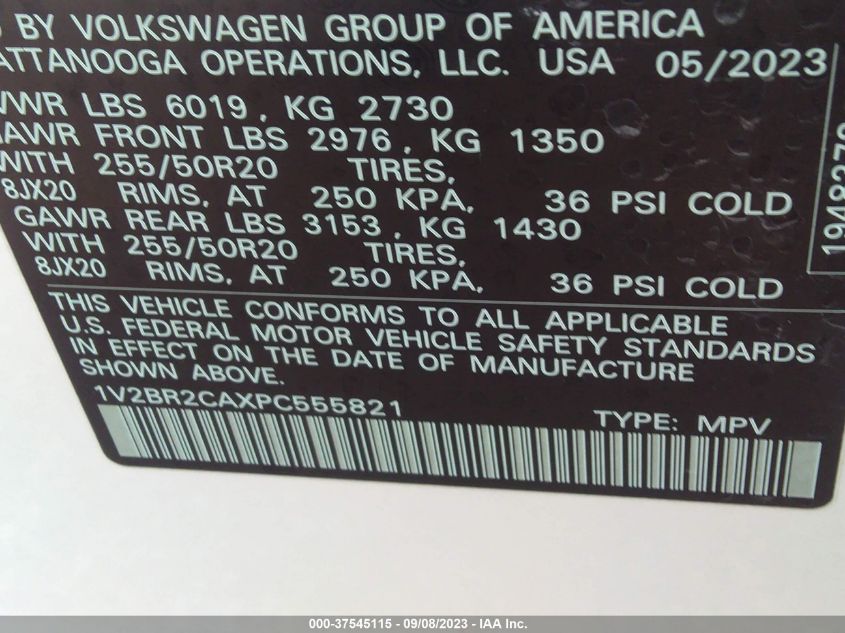 BY VOLKSWAGEN GROUP OF AMERICA
ATTANOOGA OPERATIONS, LLC. USA 05/2023
VWR LBS 6019, KG 2730
AWR FRONT LBS 2976, KG 1350
WITH 255/50R20 TIRES,
8JX20 RIMS, AT 250 KPA, 36 PSI COLD
GAWR REAR LBS 3153, KG 1430
WITH 255/50R20 TIRES,
8JX20 RIMS, AT 250 KPA, 36 PSI COLD
THIS VEHICLE CONFORMS TO ALL APPLICABLE
U.S. FEDERAL MOTOR VEHICLE SAFETY STANDARDS
IN EFFECT ON THE DATE OF MANUFACTURE
SHOWN ABOVE.
1V2BR2CAXPC555821 TYPE: MPV
000-37545115 - 09/08/2023 - IAA Inc.